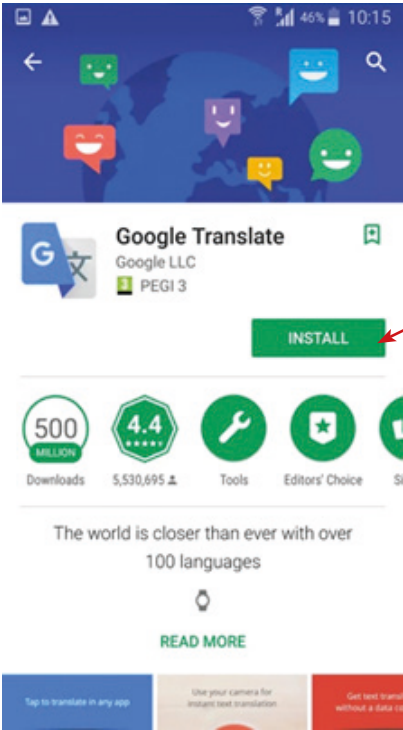 46% 10:15
Google Translate
Google LLC
3 PEGI 3
INSTALL
500
MILLION
4.4
Downloads
5,530,695
Tools
Editors' Choice
The world is closer than ever with over
100 languages
READ MORE
Tap to translate in any app
Use your camera for
instant text translation
Get text
without a data